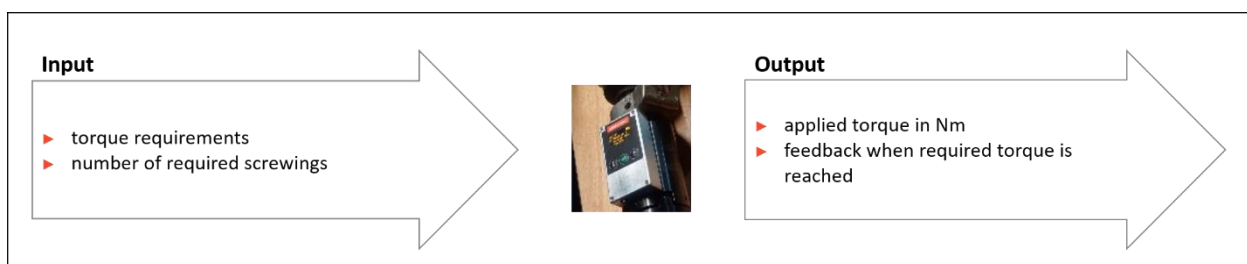 Input
► torque requirements
► number of required screwings
Output
► applied torque in Nm
► feedback when required torque is
reached